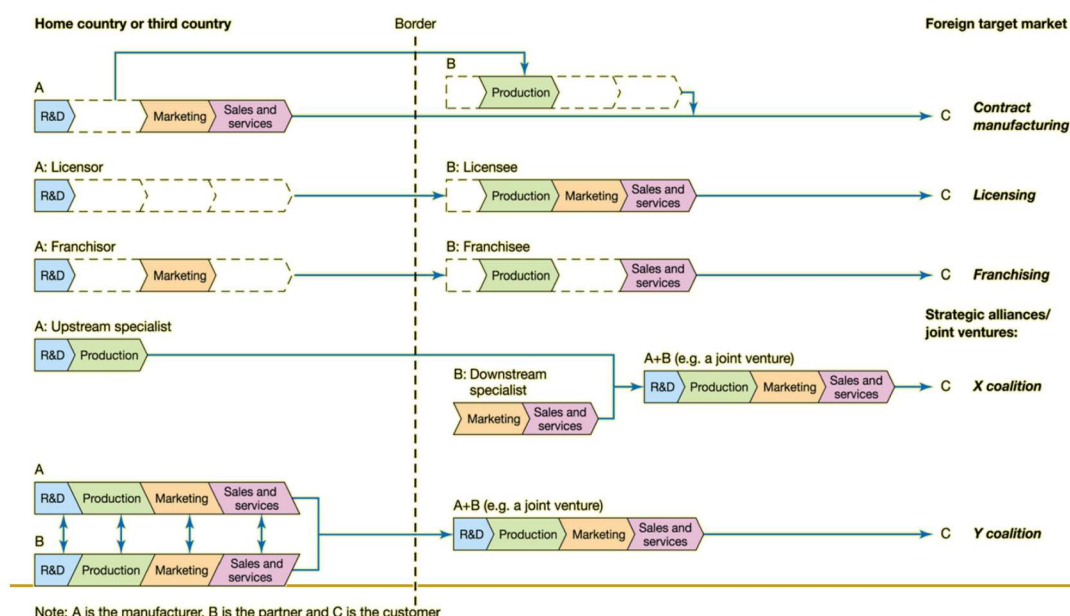 Home country or third country
Border
Foreign target market
B
Production
A
R&D
Marketing
Sales and
services
C
Contract
manufacturing
A: Licensor
R&D
B: Licensee
Production
Marketing
Sales and
services
C
Licensing
A: Franchisor
R&D
Marketing
B: Franchisee
Production
Sales and
services
C
Franchising
Strategic alliances/
joint ventures:
A: Upstream specialist
R&D
Production
B: Downstream
specialist
Marketing
Sales and
services
A+B (e.g. a joint venture)
R&D
Production
Marketing
Sales and
services
C
X coalition
A
R&D
Production
Marketing
Sales and
services
B
R&D
Production
Marketing
Sales and
services
A+B (e.g. a joint venture)
R&D
Production
Marketing
Sales and
services
C
Y coalition
Note: A is the manufacturer, B is the partner and C is the customer